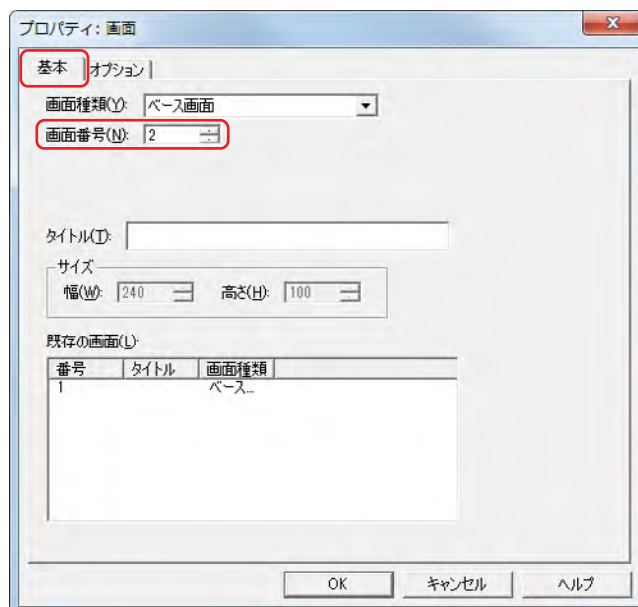 プロパティ: 画面
基本 オプション
画面種類(Y): ベース画面
画面番号(N): 2
タイトル(T):
サイズ
幅(W): 240 高さ(H): 100
既存の画面(L):
番号 タイトル 画面種類
1 ベース...
OK キャンセル ヘルプ